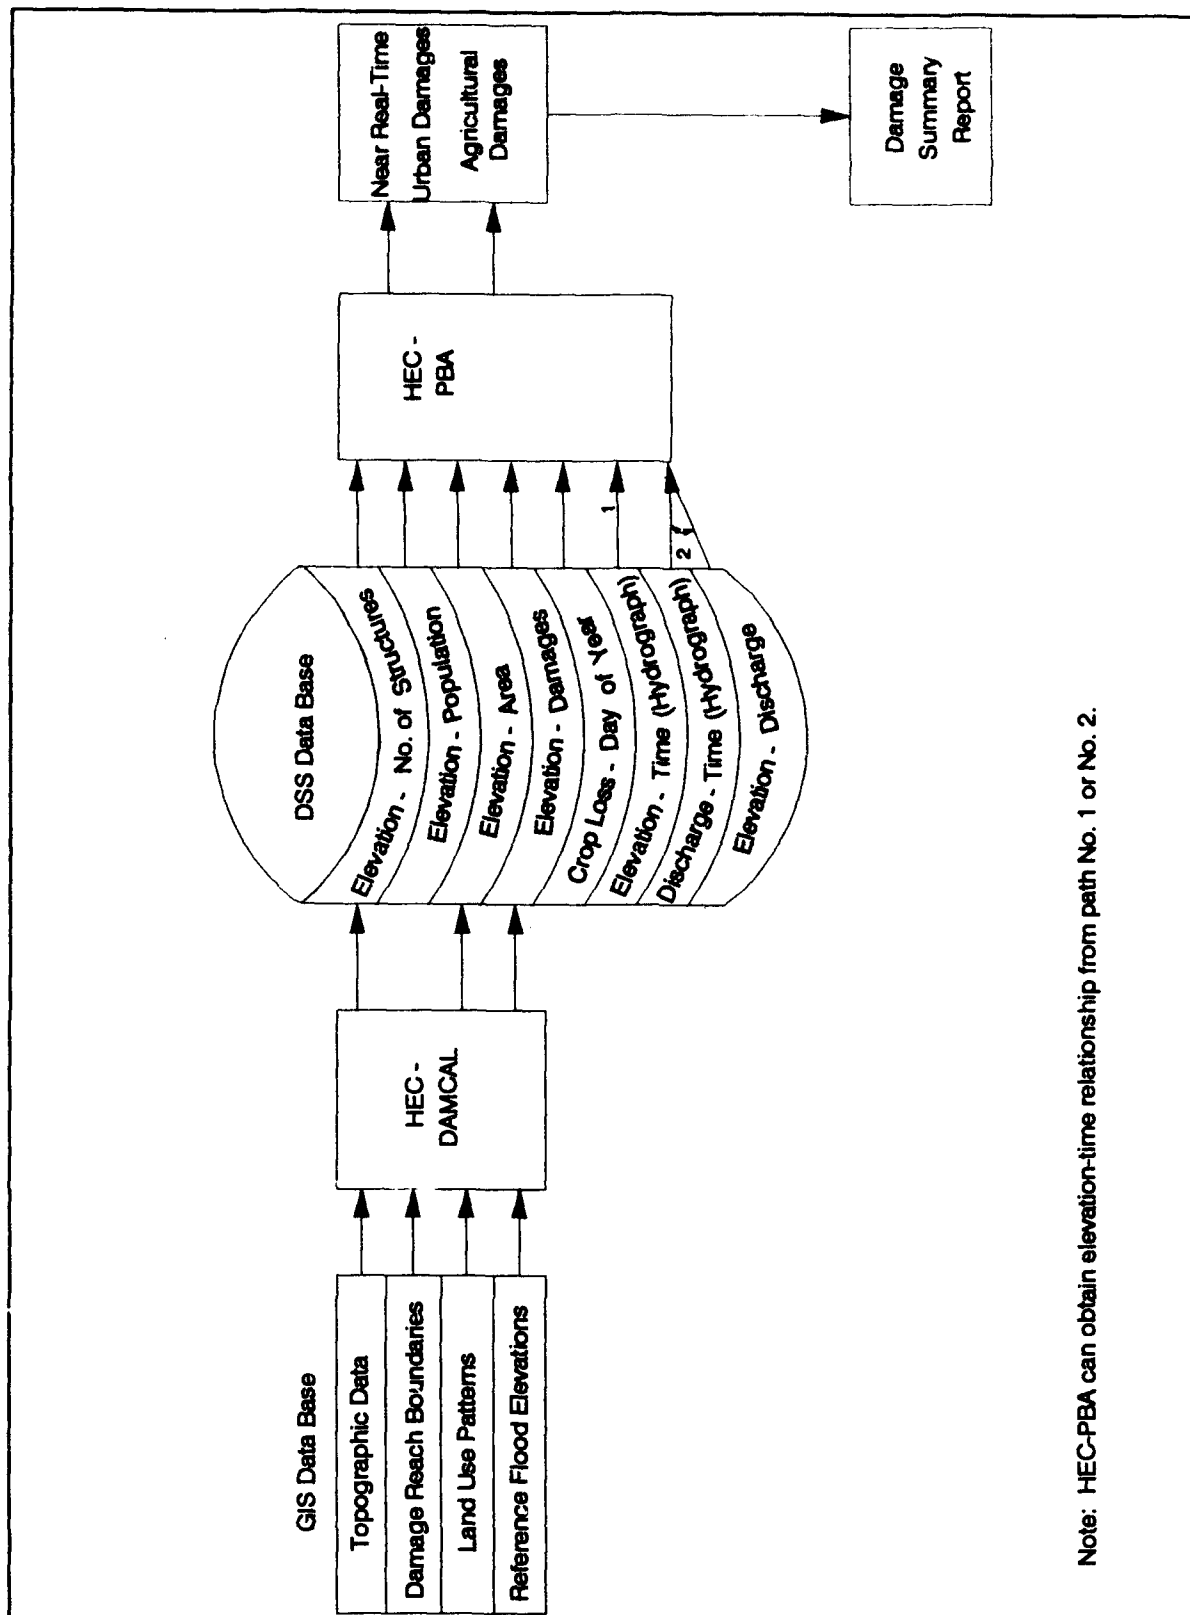 GIS Data Base
Topographic Data
Damage Reach Boundaries
Land Use Patterns
Reference Flood Elevations
HEC -
DAMCAL
DSS Data Base
Elevation - No. of Structures
Elevation - Population
Elevation - Area
Elevation - Damages
Crop Loss - Day of Year
Elevation - Time (Hydrograph)
Discharge - Time (Hydrograph)
Elevation - Discharge
1
2
HEC -
PBA
Near Real-Time
Urban Damages
Agricultural
Damages
Damage
Summary
Report
Note: HEC-PBA can obtain elevation-time relationship from path No. 1 or No. 2.